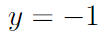 y = −1